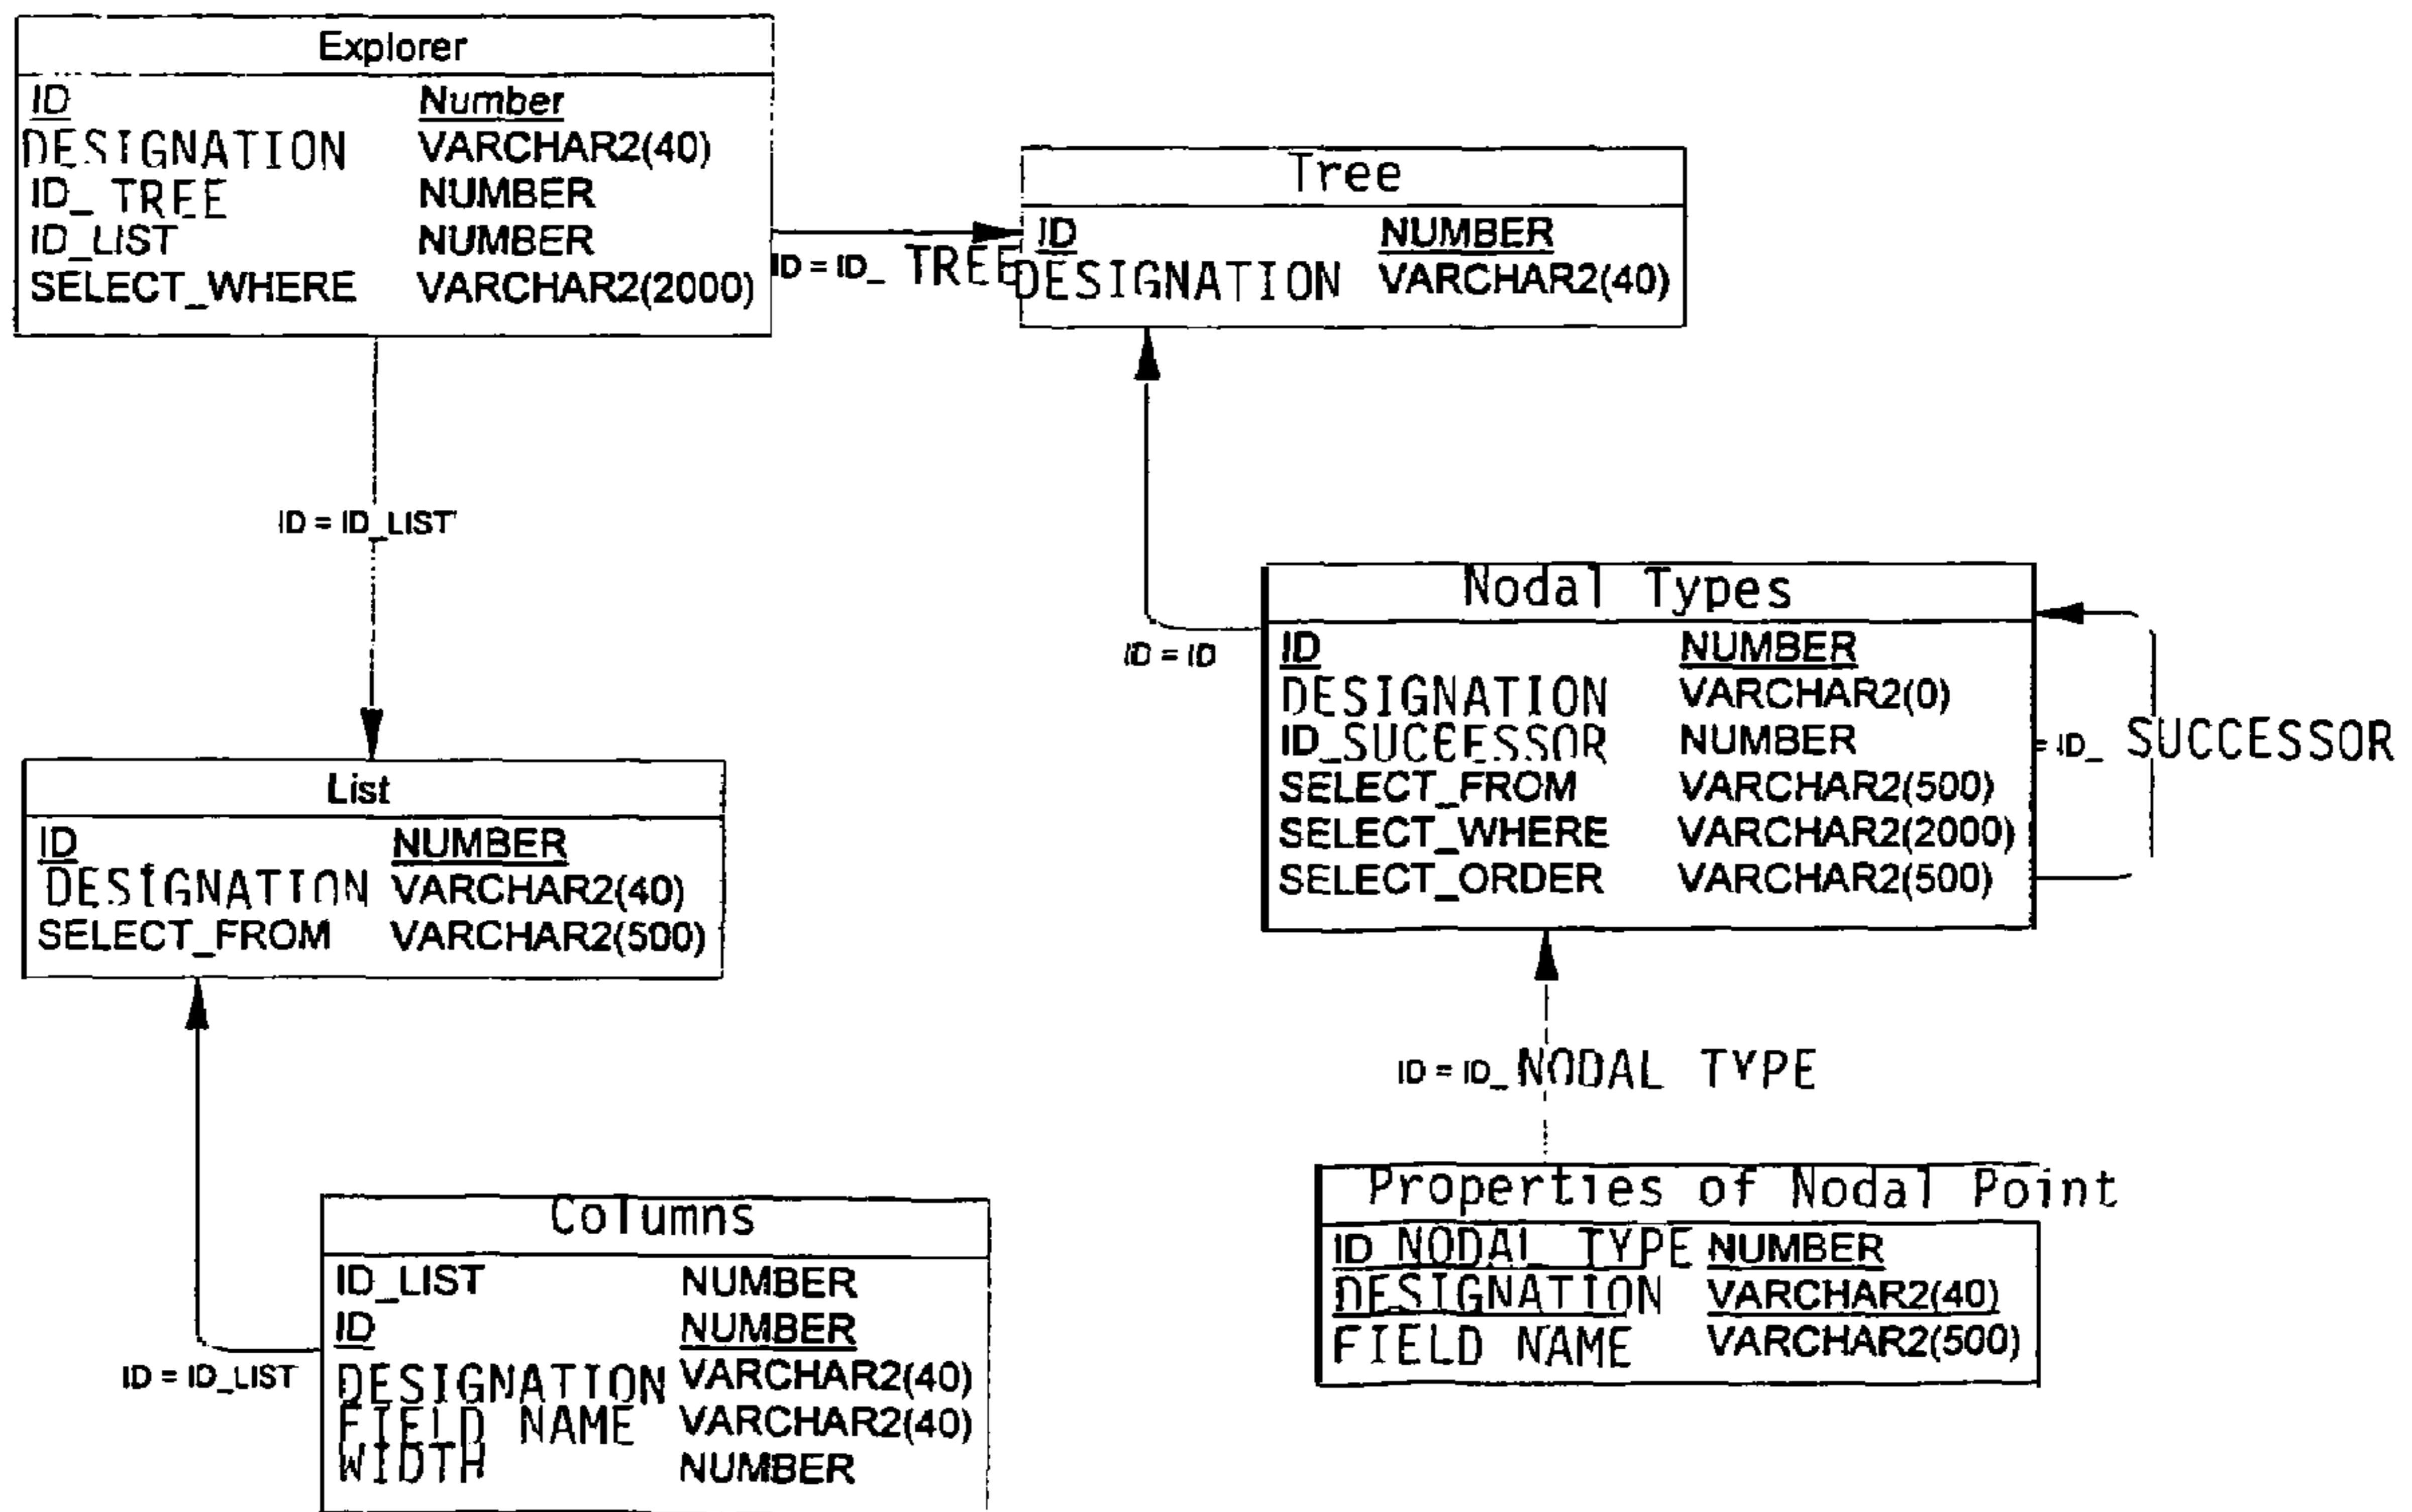 Explorer
ID Number
DESIGNATION VARCHAR2(40)
ID_ TREE NUMBER
ID_LIST NUMBER
SELECT_WHERE VARCHAR2(2000)
ID = ID_ TREE
Tree
ID NUMBER
DESIGNATION VARCHAR2(40)
ID = ID_LIST
ID = ID
Nodal Types
ID NUMBER
DESIGNATION VARCHAR2(0)
ID_SUCCESSOR NUMBER
SELECT_FROM VARCHAR2(500)
SELECT_WHERE VARCHAR2(2000)
SELECT_ORDER VARCHAR2(500)
= ID_ SUCCESSOR
List
ID NUMBER
DESIGNATION VARCHAR2(40)
SELECT_FROM VARCHAR2(500)
ID = ID_LIST
Columns
ID_LIST NUMBER
ID NUMBER
DESIGNATION VARCHAR2(40)
FIELD NAME VARCHAR2(40)
WIDTH NUMBER
ID = ID_ NODAL TYPE
Properties of Nodal Point
ID NODAL TYPE NUMBER
DESIGNATION VARCHAR2(40)
FIELD NAME VARCHAR2(500)